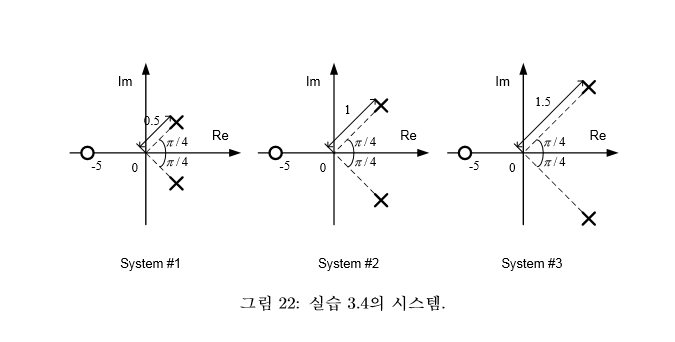 Im
0.5
Re
π/4
π/4
-5
0
System #1
Im
1
Re
π/4
π/4
-5
0
System #2
Im
1.5
Re
π/4
π/4
-5
0
System #3
그림 22: 실습 3.4의 시스템.